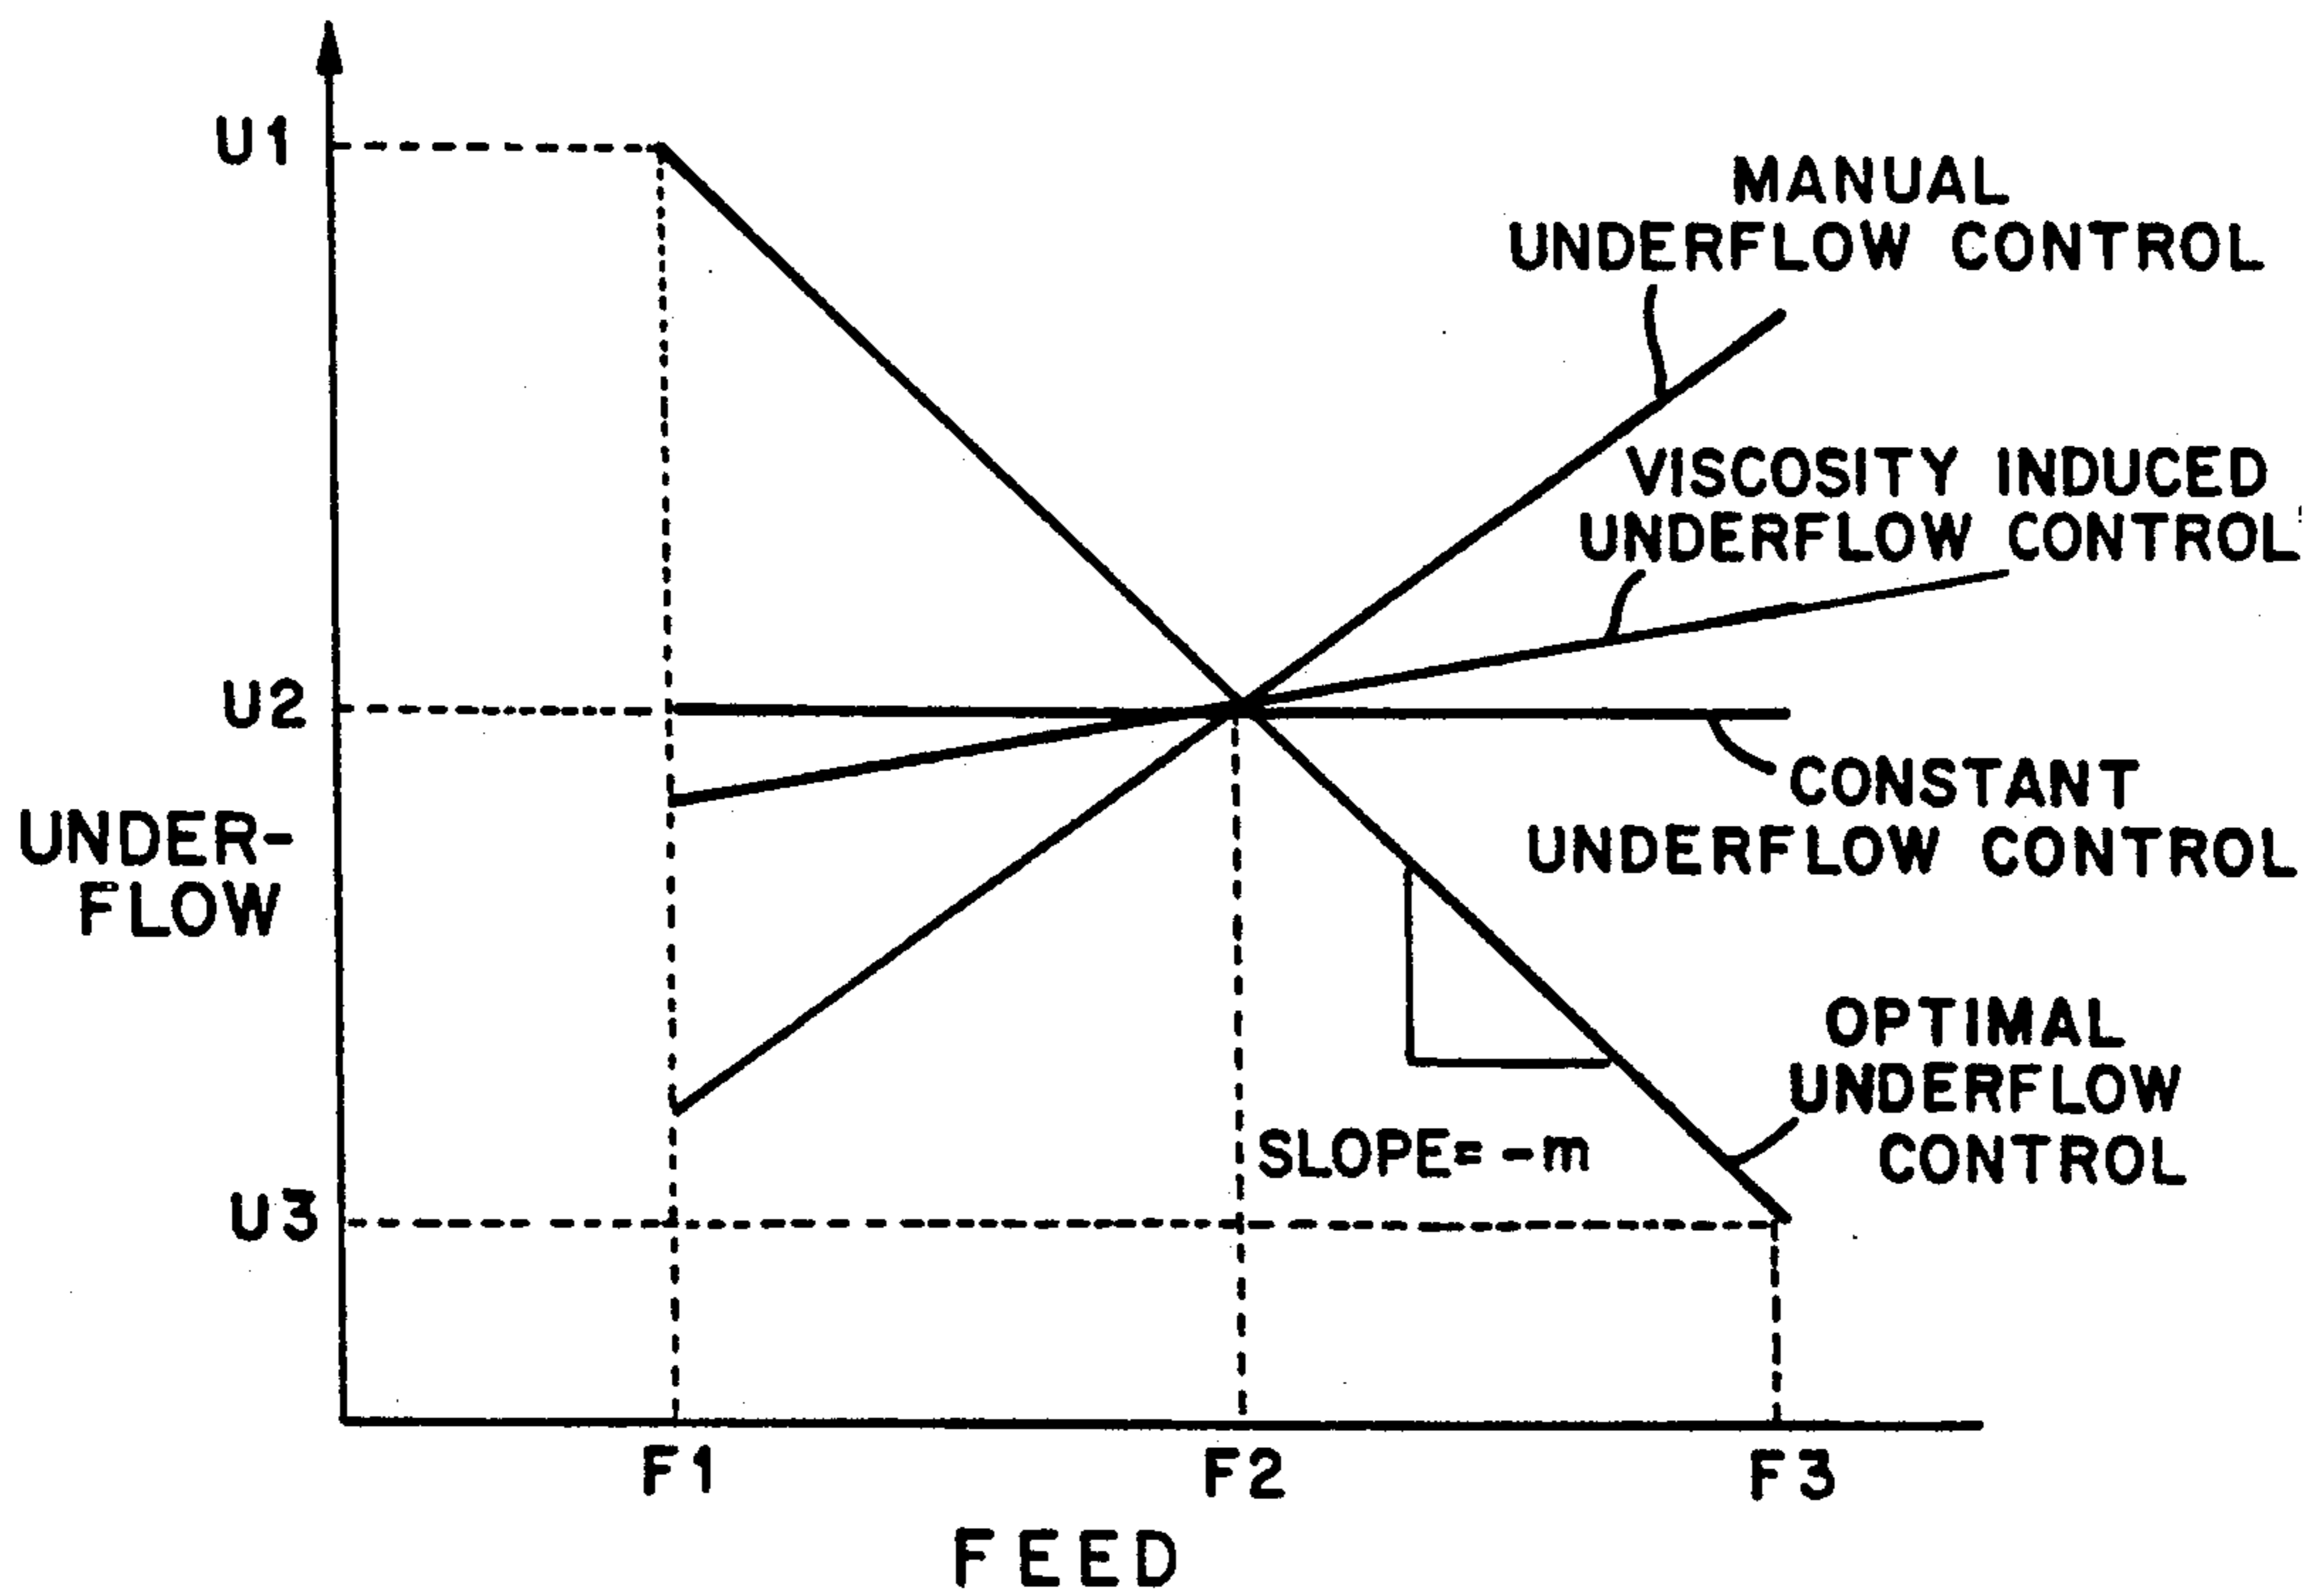 U1
MANUAL
UNDERFLOW CONTROL
VISCOSITY INDUCED
UNDERFLOW CONTROL
U2
CONSTANT
UNDERFLOW CONTROL
UNDER-
FLOW
OPTIMAL
UNDERFLOW
CONTROL
SLOPE= -m
U3
F1
F2
F3
FEED